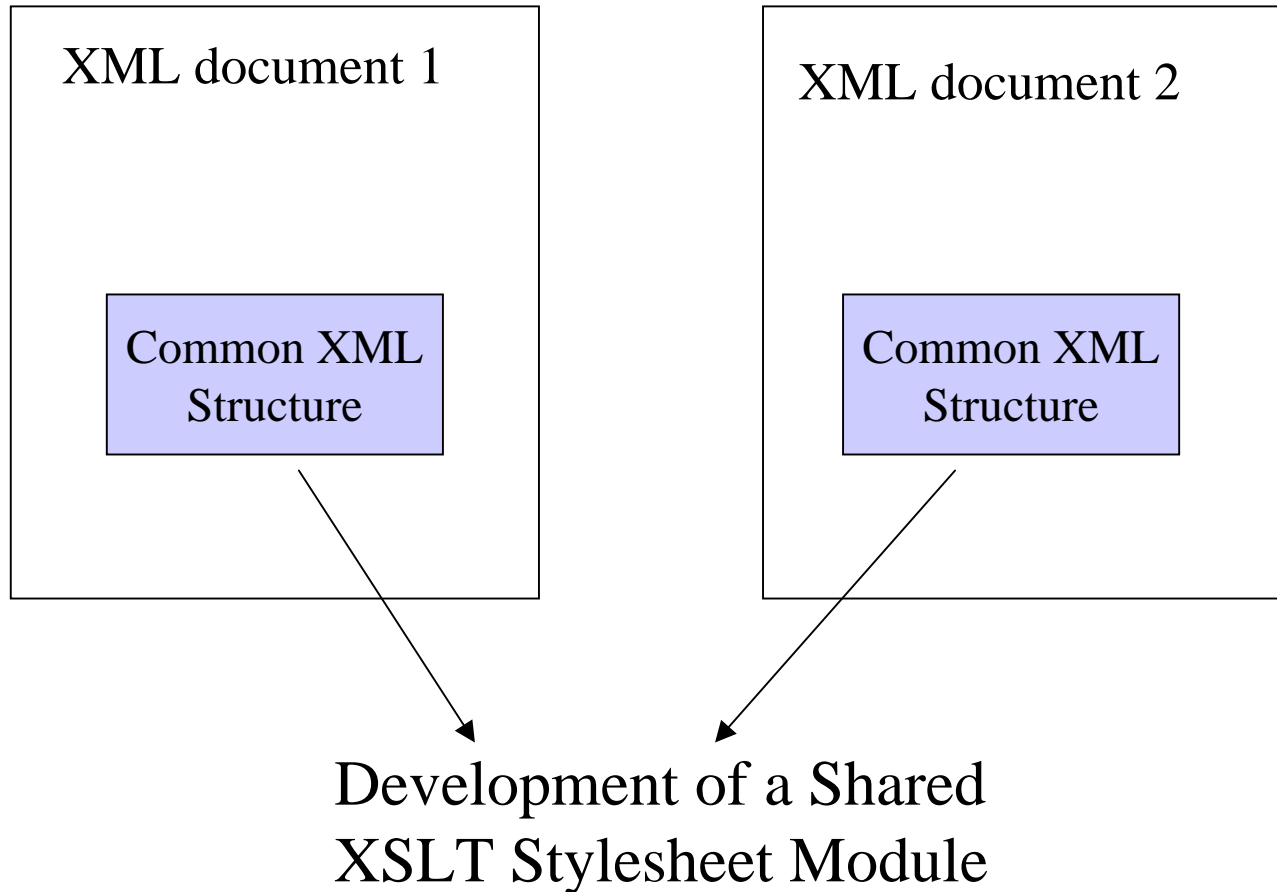 XML document 1
XML document 2
Common XML
Structure
Common XML
Structure
Development of a Shared
XSLT Stylesheet Module